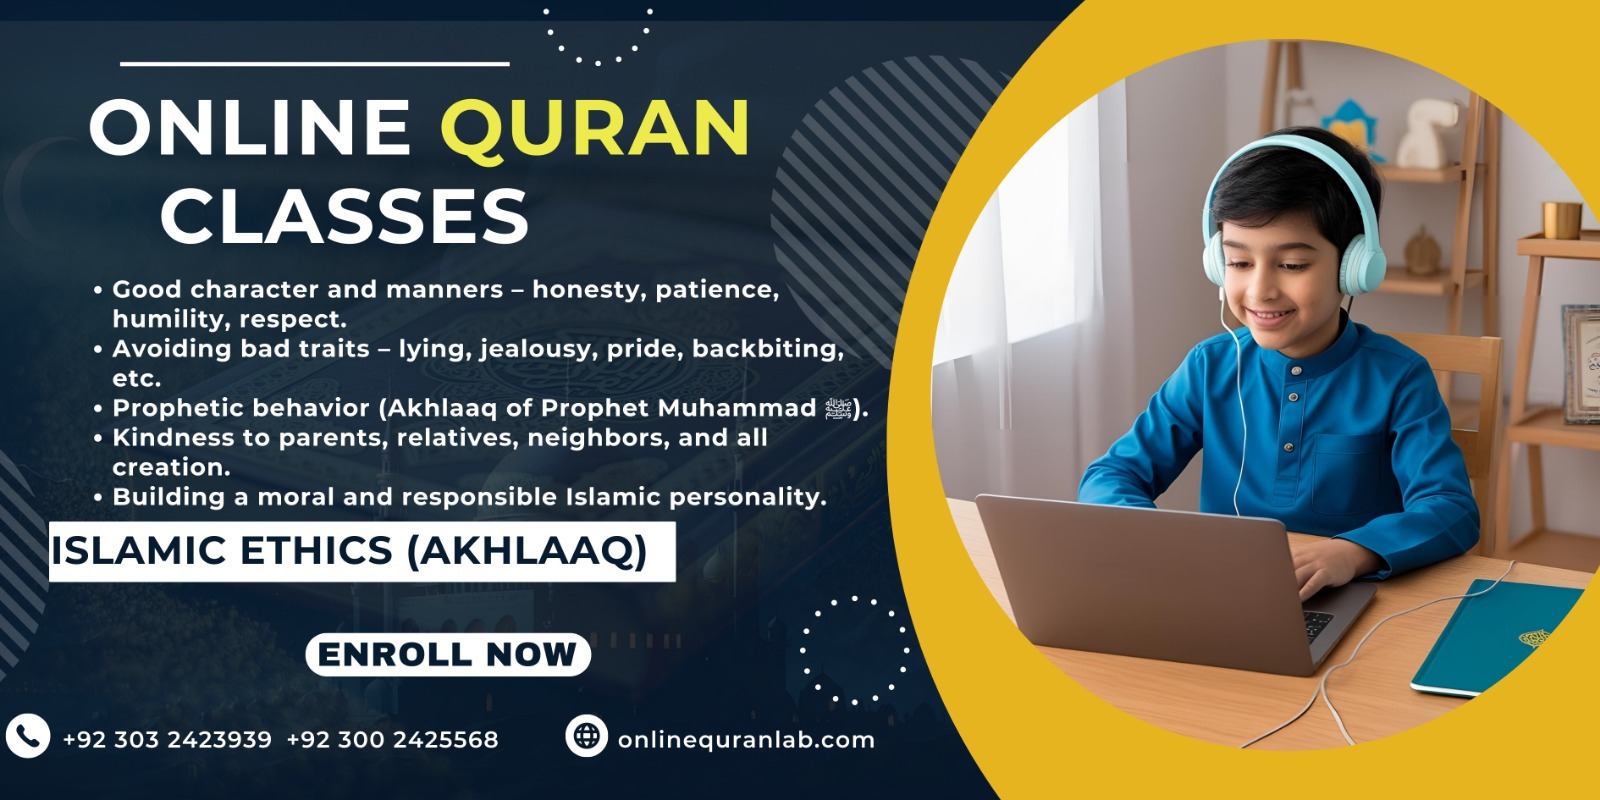 ONLINE QURAN
CLASSES
• Good character and manners – honesty, patience,
humility, respect.
• Avoiding bad traits – lying, jealousy, pride, backbiting,
etc.
• Prophetic behavior (Akhlaaq of Prophet Muhammad ﷺ).
• Kindness to parents, relatives, neighbors, and all
creation.
• Building a moral and responsible Islamic personality.
ISLAMIC ETHICS (AKHLAAQ)
ENROLL NOW
+92 303 2423939 +92 300 2425568
onlinequranlab.com